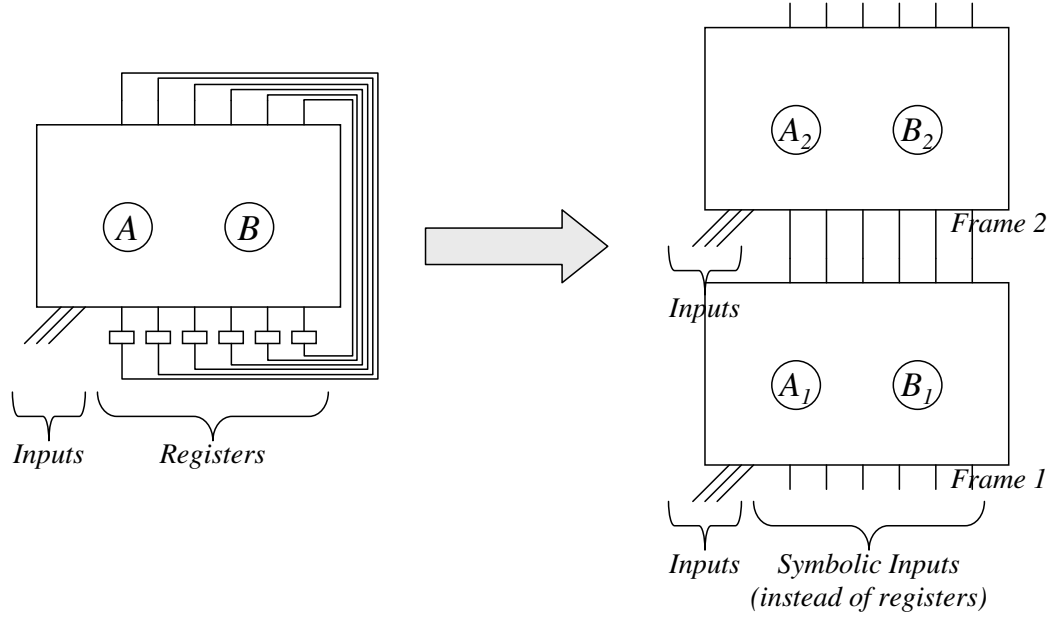 A B
Inputs
Registers
A2 B2
Frame 2
Inputs
A1 B1
Frame 1
Inputs
Symbolic Inputs
(instead of registers)